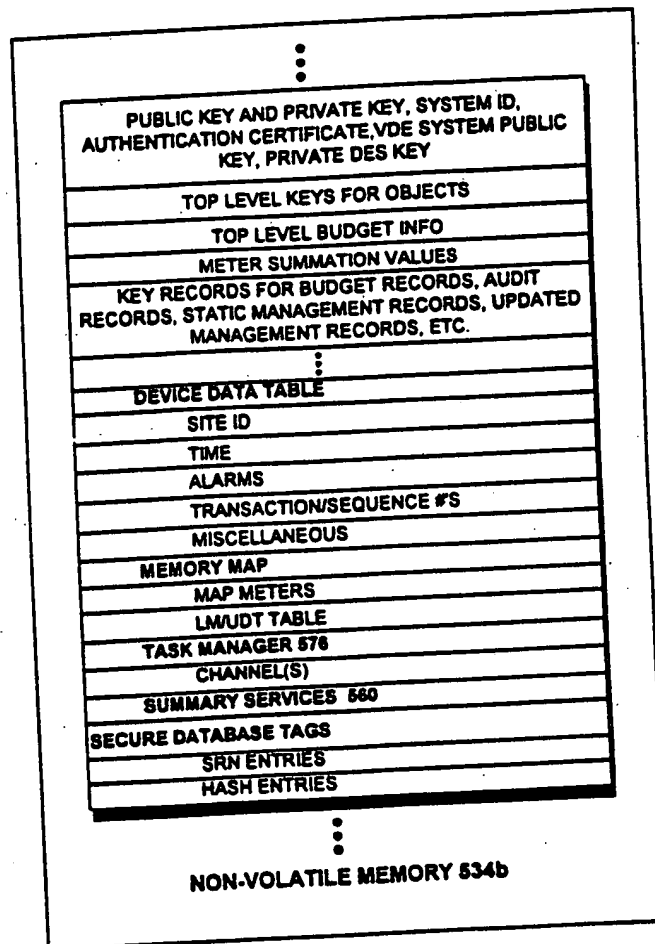 PUBLIC KEY AND PRIVATE KEY, SYSTEM ID,
AUTHENTICATION CERTIFICATE,VDE SYSTEM PUBLIC
KEY, PRIVATE DES KEY
TOP LEVEL KEYS FOR OBJECTS
TOP LEVEL BUDGET INFO
METER SUMMATION VALUES
KEY RECORDS FOR BUDGET RECORDS, AUDIT
RECORDS, STATIC MANAGEMENT RECORDS, UPDATED
MANAGEMENT RECORDS, ETC.
DEVICE DATA TABLE
SITE ID
TIME
ALARMS
TRANSACTION/SEQUENCE #'S
MISCELLANEOUS
MEMORY MAP
MAP METERS
LM/UDT TABLE
TASK MANAGER 576
CHANNEL(S)
SUMMARY SERVICES 560
SECURE DATABASE TAGS
SRN ENTRIES
HASH ENTRIES
NON-VOLATILE MEMORY 534b